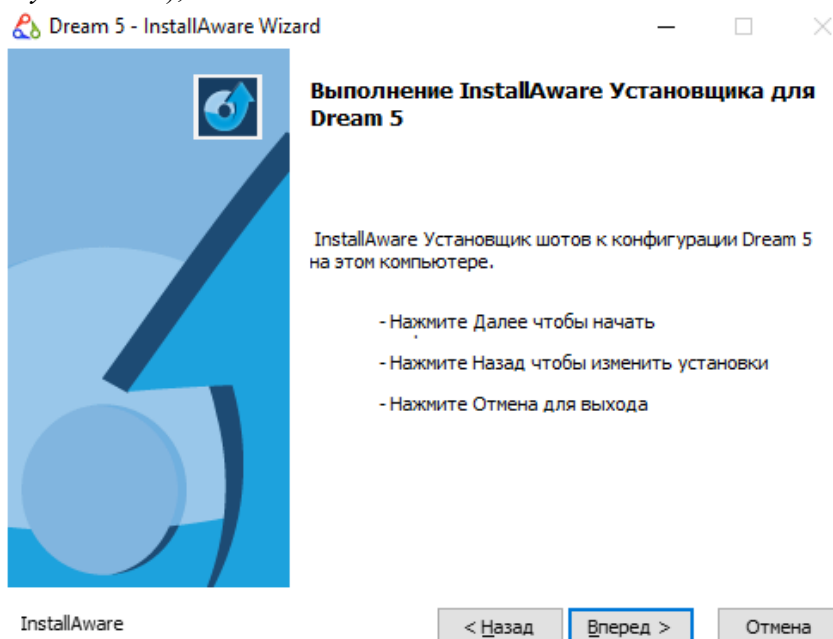 Dream 5 - InstallAware Wizard
Выполнение InstallAware Установщика для
Dream 5
InstallAware Установщик шотов к конфигурации Dream 5
на этом компьютере.
- Нажмите Далее чтобы начать
- Нажмите Назад чтобы изменить установки
- Нажмите Отмена для выхода
InstallAware
< Назад
Вперед >
Отмена